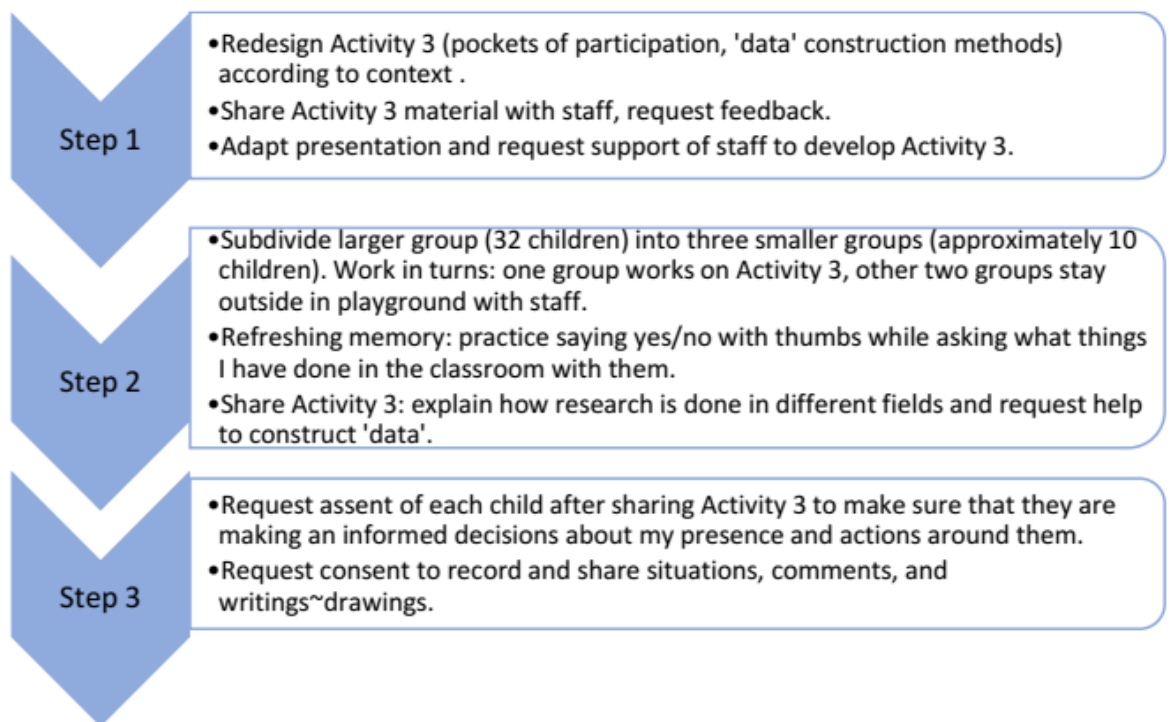 Step 1
•Redesign Activity 3 (pockets of participation, 'data' construction methods)
according to context .
•Share Activity 3 material with staff, request feedback.
•Adapt presentation and request support of staff to develop Activity 3.
Step 2
•Subdivide larger group (32 children) into three smaller groups (approximately 10
children). Work in turns: one group works on Activity 3, other two groups stay
outside in playground with staff.
•Refreshing memory: practice saying yes/no with thumbs while asking what things
I have done in the classroom with them.
•Share Activity 3: explain how research is done in different fields and request help
to construct 'data'.
Step 3
•Request assent of each child after sharing Activity 3 to make sure that they are
making an informed decisions about my presence and actions around them.
•Request consent to record and share situations, comments, and
writings~drawings.